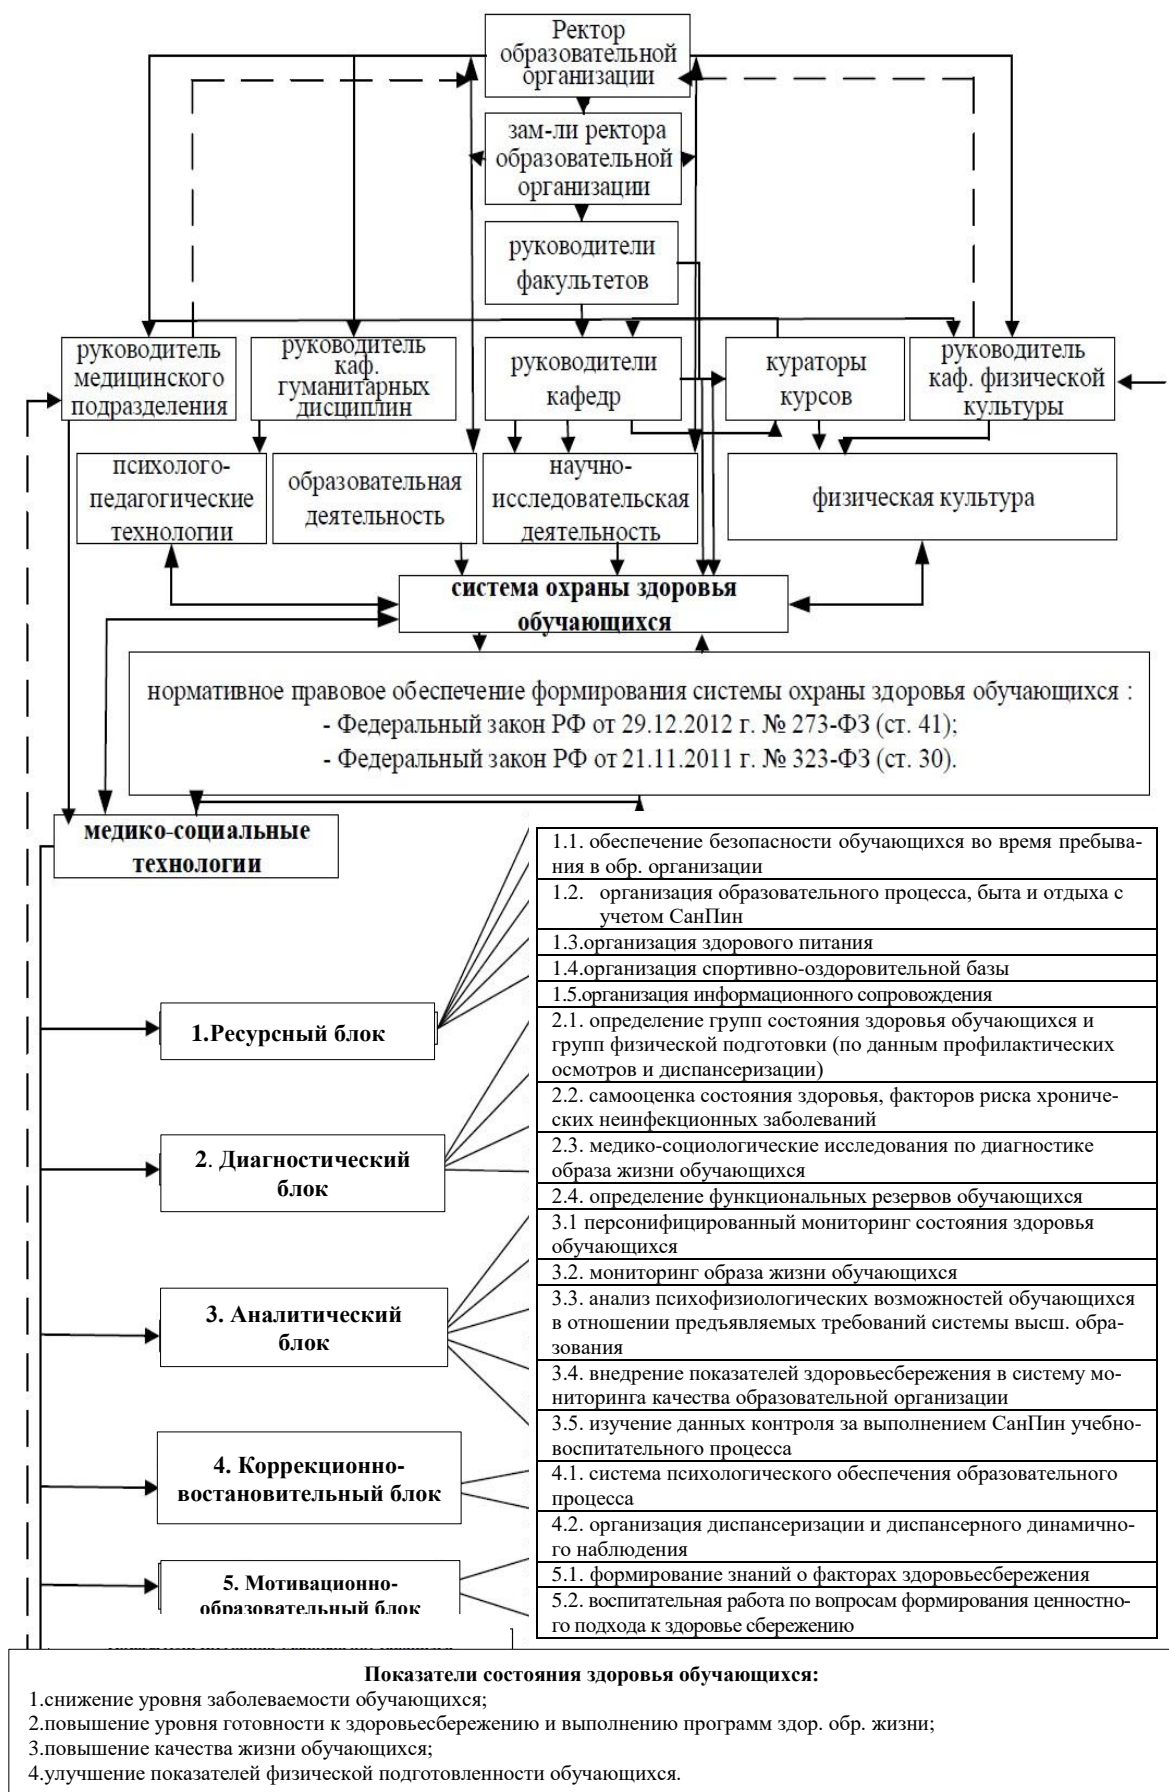 Ректор
образовательной
организации
зам-ли ректора
образовательной
организации
руководители
факультетов
руководитель
медицинского
подразделения
руководитель
каф.
гуманитарных
дисциплин
руководители
кафедр
кураторы
курсов
руководитель
каф. физической
культуры
психолого-
педагогические
технологии
образовательная
деятельность
научно-
исследовательская
деятельность
физическая культура
система охраны здоровья
обучающихся
нормативное правовое обеспечение формирования системы охраны здоровья обучающихся :
- Федеральный закон РФ от 29.12.2012 г. № 273-ФЗ (ст. 41);
- Федеральный закон РФ от 21.11.2011 г. № 323-ФЗ (ст. 30).
медико-социальные
технологии
1.Ресурсный блок
1.1. обеспечение безопасности обучающихся во время пребыва-
ния в обр. организации
1.2. организация образовательного процесса, быта и отдыха с
учетом СанПин
1.3.организация здорового питания
1.4.организация спортивно-оздоровительной базы
1.5.организация информационного сопровождения
2. Диагностический
блок
2.1. определение групп состояния здоровья обучающихся и
групп физической подготовки (по данным профилактических
осмотров и диспансеризации)
2.2. самооценка состояния здоровья, факторов риска хрониче-
ских неинфекционных заболеваний
2.3. медико-социологические исследования по диагностике
образа жизни обучающихся
2.4. определение функциональных резервов обучающихся
3. Аналитический
блок
3.1 персонифицированный мониторинг состояния здоровья
обучающихся
3.2. мониторинг образа жизни обучающихся
3.3. анализ психофизиологических возможностей обучающихся
в отношении предъявляемых требований системы высш. обра-
зования
3.4. внедрение показателей здоровьесбережения в систему мо-
ниторинга качества образовательной организации
3.5. изучение данных контроля за выполнением СанПин учебно-
воспитательного процесса
4. Коррекционно-
востановительный блок
4.1. система психологического обеспечения образовательного
процесса
4.2. организация диспансеризации и диспансерного динамично-
го наблюдения
5. Мотивационно-
образовательный блок
5.1. формирование знаний о факторах здоровьесбережения
5.2. воспитательная работа по вопросам формирования ценностно-
го подхода к здоровье сбережению
Показатели состояния здоровья обучающихся:
1.снижение уровня заболеваемости обучающихся;
2.повышение уровня готовности к здоровьесбережению и выполнению программ здор. обр. жизни;
3.повышение качества жизни обучающихся;
4.улучшение показателей физической подготовленности обучающихся.